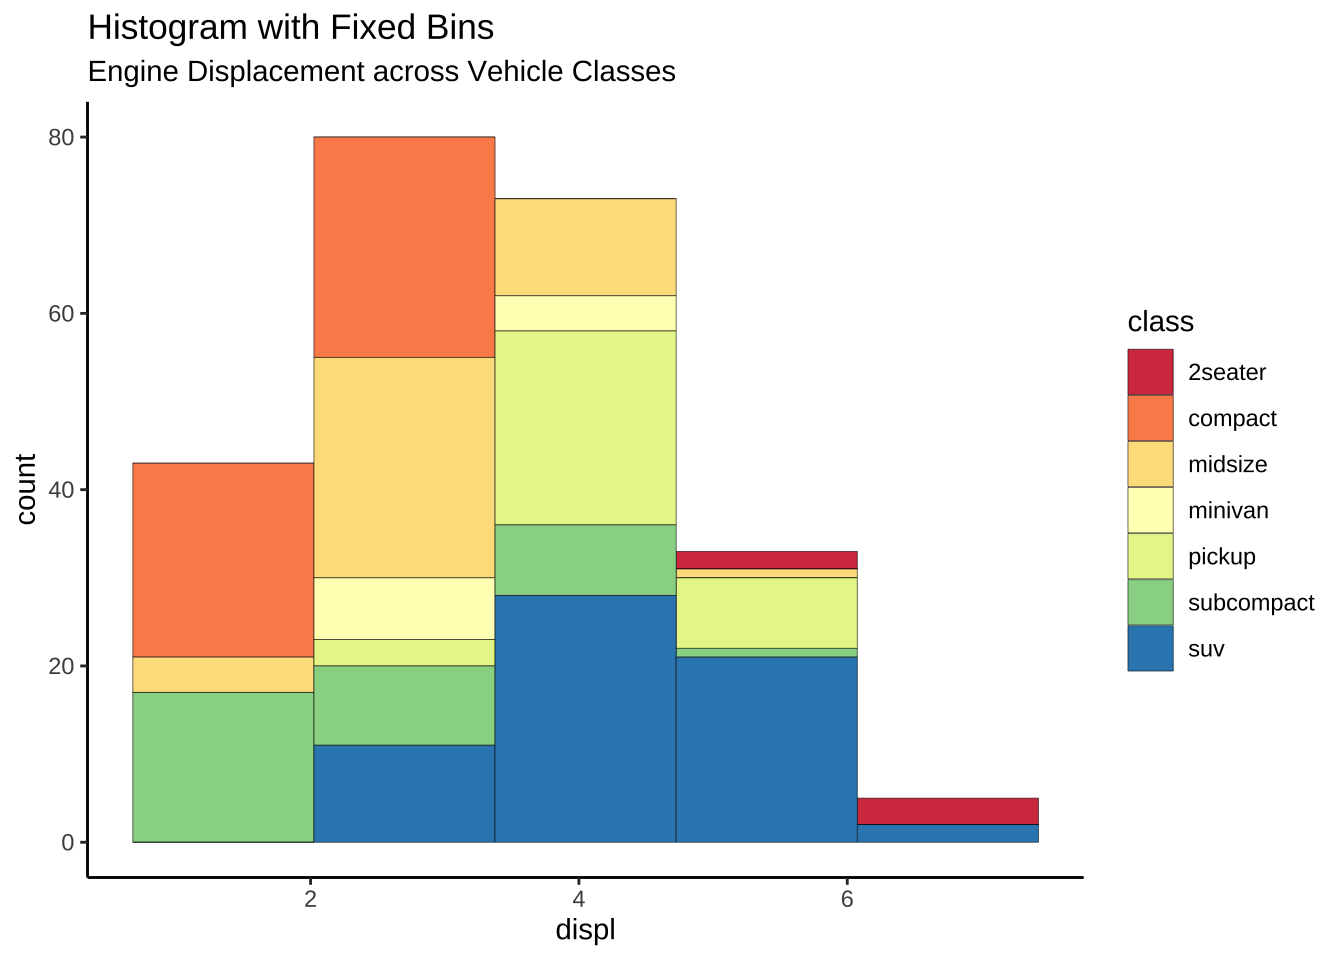 Histogram with Fixed Bins
Engine Displacement across Vehicle Classes
80
60
40
20
0
count
2
4
6
displ
class
2seater
compact
midsize
minivan
pickup
subcompact
suv